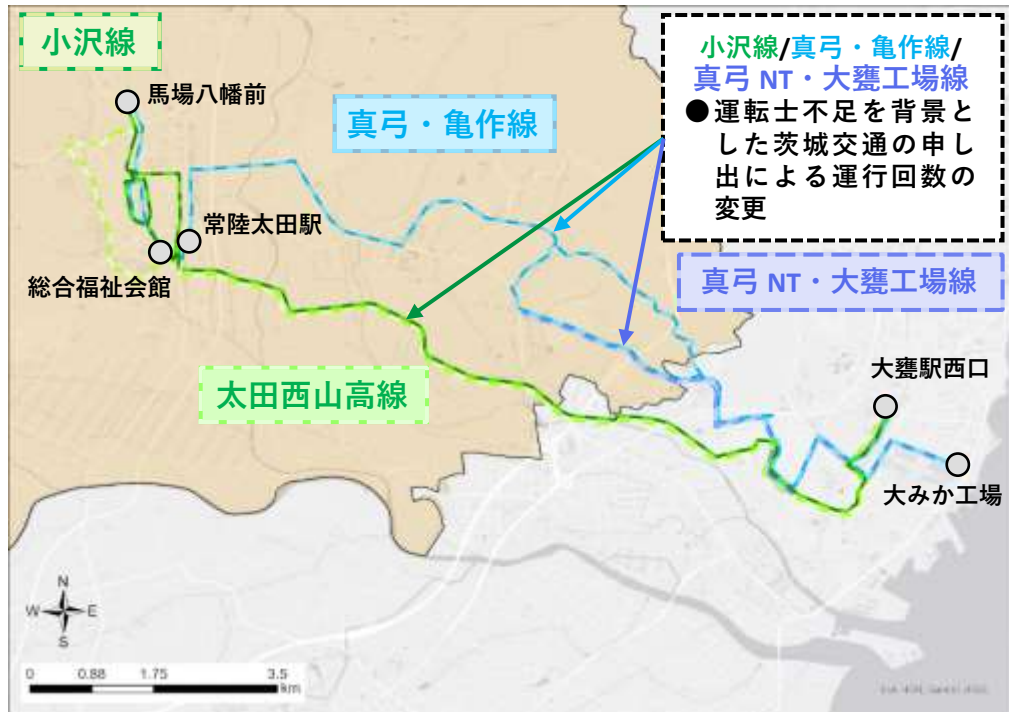 小沢線
馬場八幡前
真弓・亀作線
小沢線/真弓・亀作線/
真弓 NT・大甕工場線
●運転士不足を背景と
した茨城交通の申し
出による運行回数の
変更
常陸太田駅
総合福祉会館
真弓 NT・大甕工場線
太田西山高線
大甕駅西口
大みか工場
N
W E
S
0 0.88 1.75 3.5
km